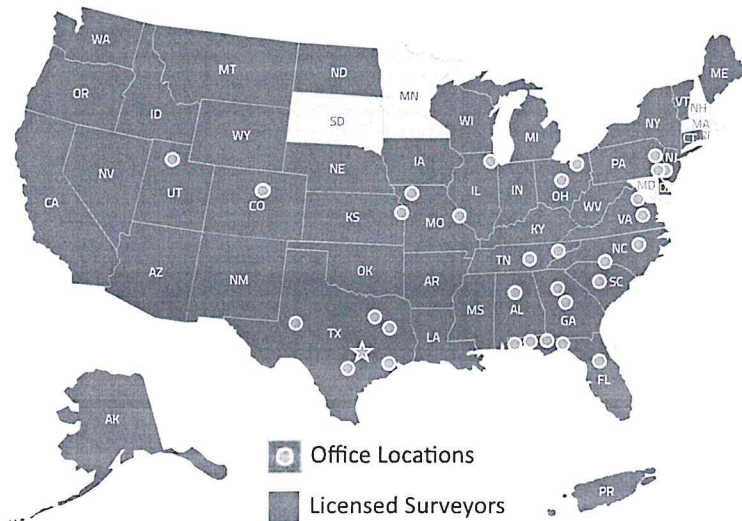 WA
MT
ND
MN
ME
OR
ID
SD
WI
MI
VT
NH
NY
MA
RI
CT
WY
NE
IA
PA
NJ
NV
UT
CO
IL
IN
OH
MD
D
CA
KS
MO
WV
VA
KY
AZ
NM
OK
AR
TN
NC
SC
MS
AL
GA
TX
LA
FL
AK
PR
Office Locations
Licensed Surveyors